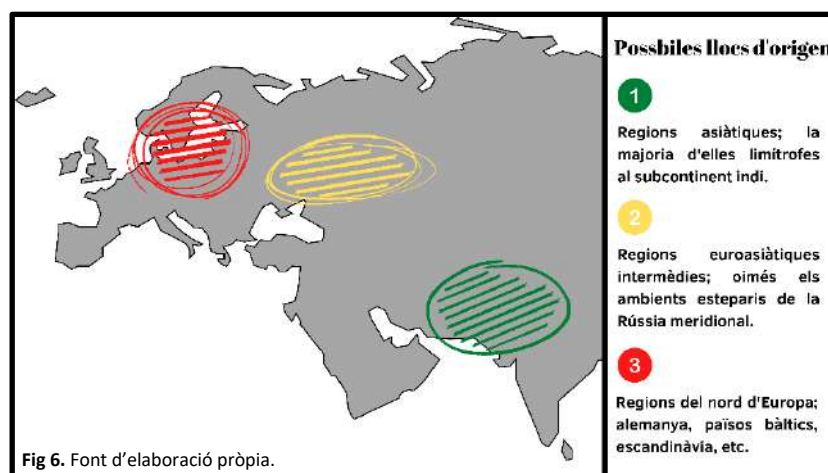 Possbiles llocs d'origen
1
Regions asiàtiques; la
majoria d'elles limítrofes
al subcontinent indi.
2
Regions euroasiàtiques
intermèdies; oimés els
ambients esteparis de la
Rússia meridional.
3
Regions del nord d'Europa;
alemanya, països bàltics,
escandinàvia, etc.
Fig 6. Font d'elaboració pròpia.